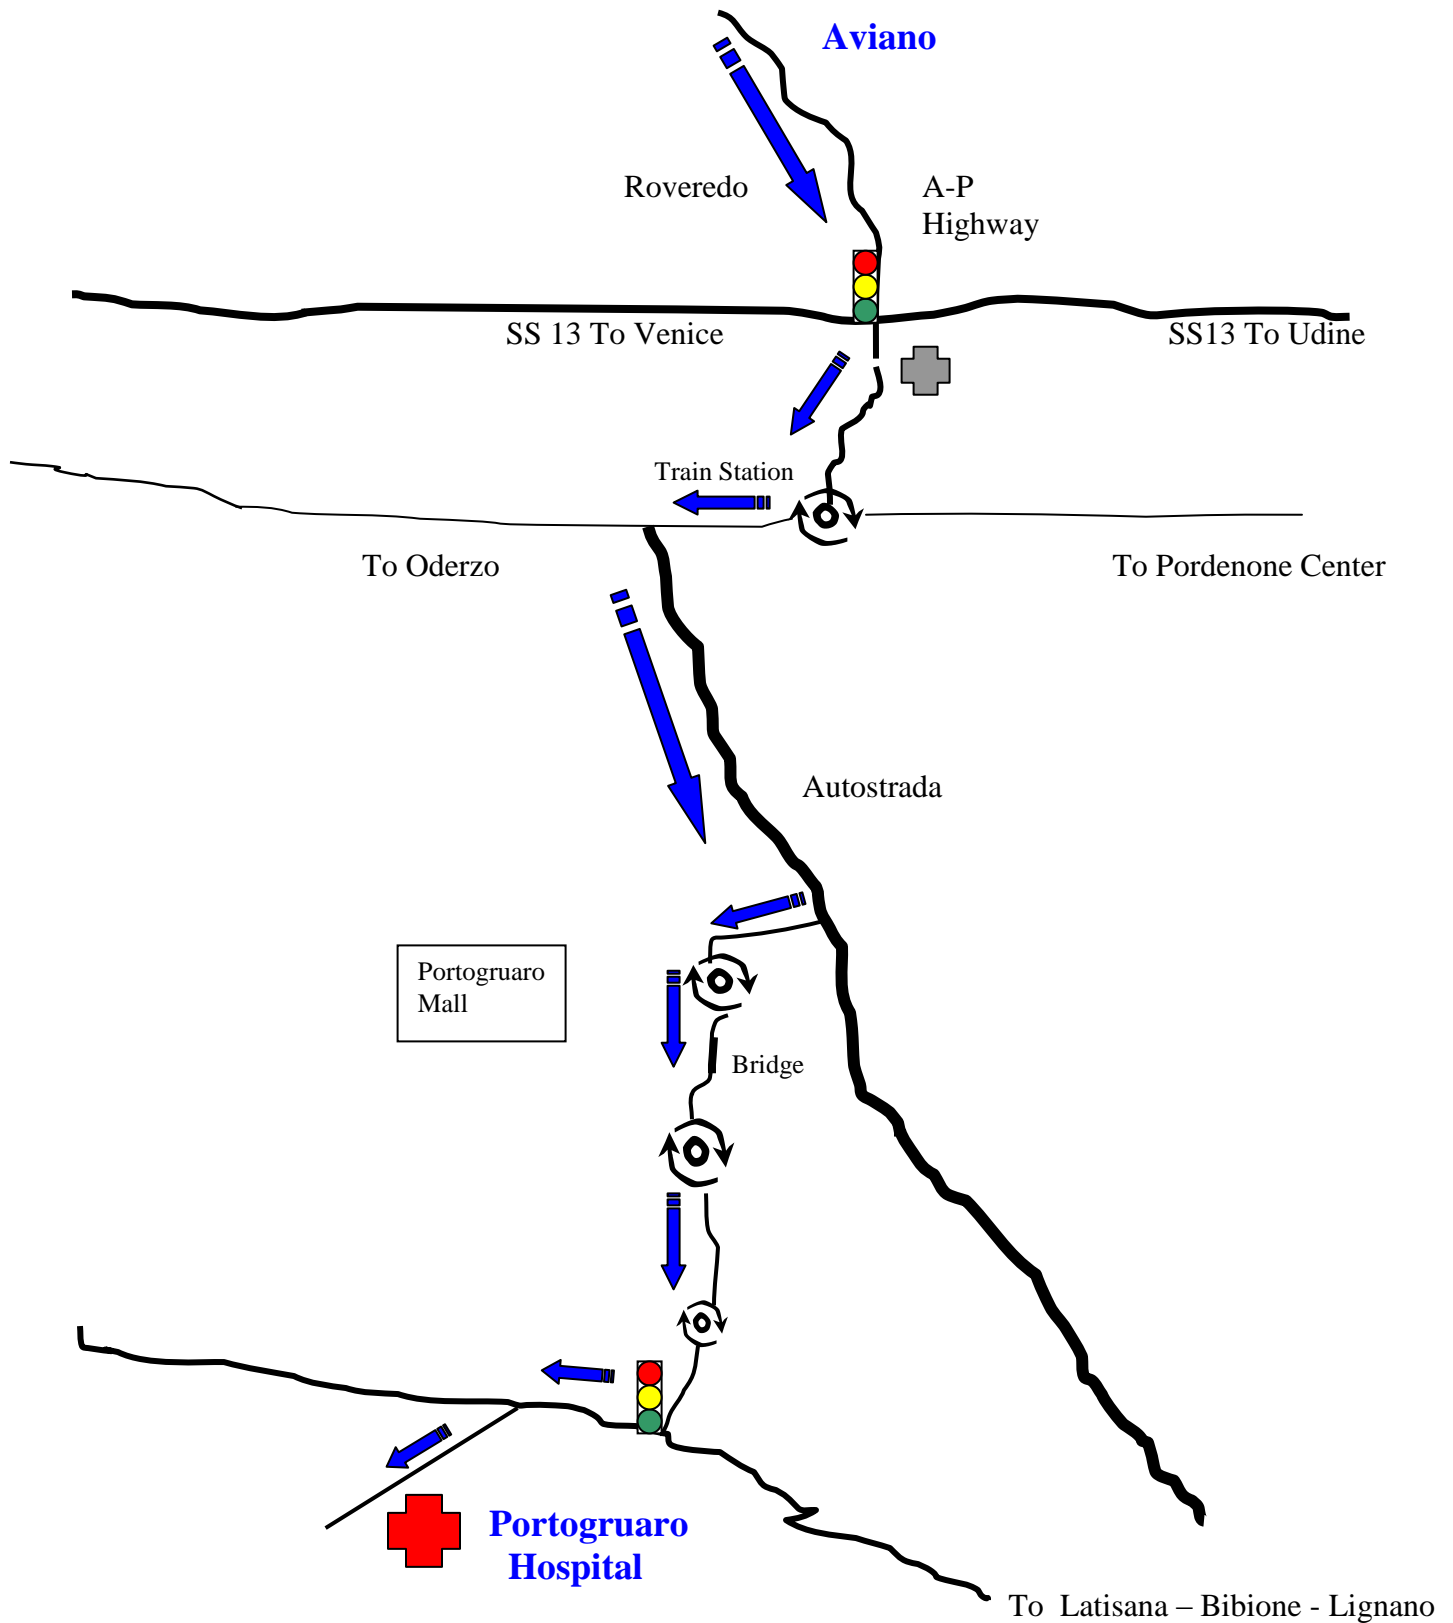 Aviano
Roveredo
A-P
Highway
SS 13 To Venice
SS13 To Udine
Train Station
To Oderzo
To Pordenone Center
Autostrada
Portogruaro
Mall
Bridge
Portogruaro
Hospital
To Latisana – Bibione - Lignano